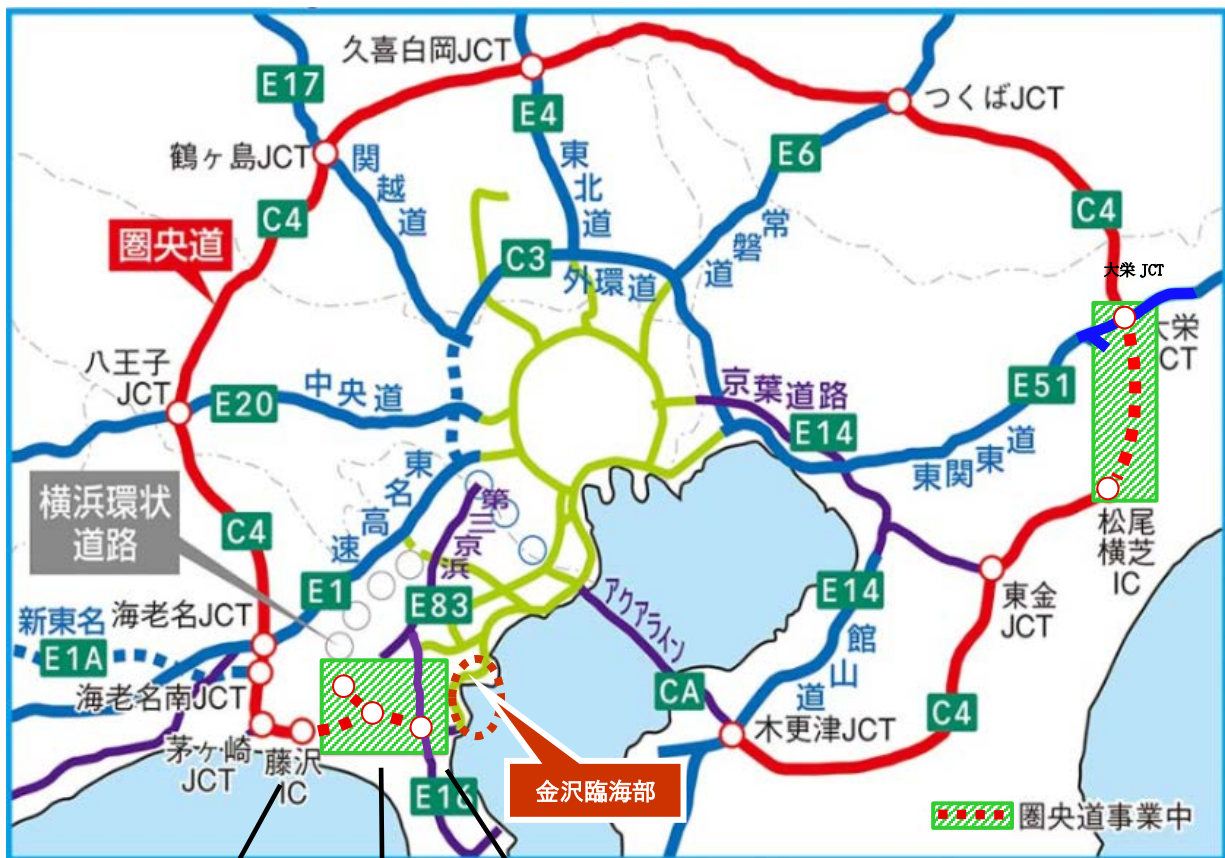 久喜白岡JCT
E17
つくばJCT
E4
鶴ヶ島JCT
関越道
東北道
E6
常磐道
C4
C4
圏央道
C3
外環道
大栄 JCT
大栄
JCT
八王子
JCT
E20
中央道
京葉道路
E14
E51
東関東道
東名高速
第三京浜
横浜環状
道路
C4
松尾
横芝
IC
E1
E83
アクアライン
E14
館山道
東金
JCT
新東名
E1A
海老名JCT
海老名南JCT
CA
C4
木更津JCT
茅ヶ崎
JCT
藤沢
IC
E16
金沢臨海部
圏央道事業中